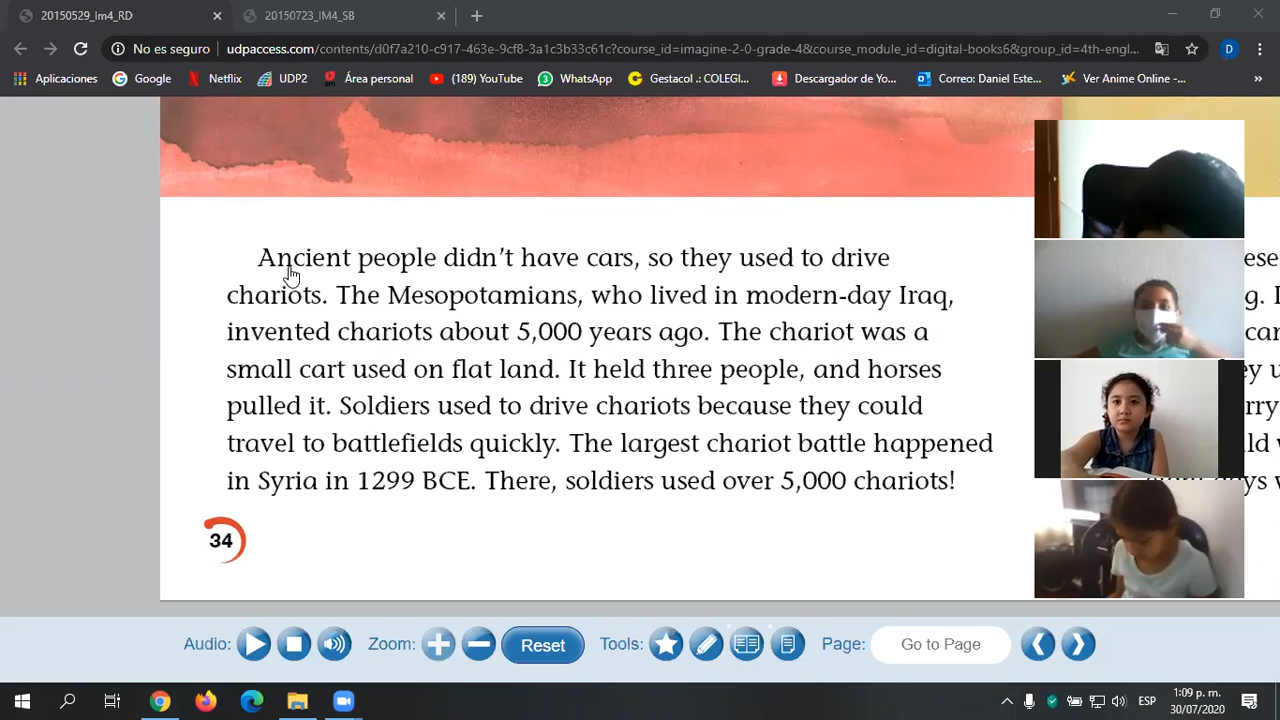 20150529_Im4_RD
20150723_IM4_SB
No es seguro
udpaccess.com/contents/d0f7a210-c917-463e-9cf8-3a1c3b33c61c?course_id=imagine-2-0-grade-4&course_module_id=digital-books6&group_id=4th-engl...
D
Aplicaciones
Google
Netflix
UDP2
Área personal
(189) YouTube
WhatsApp
Gestacol .: COLEGI...
Descargador de Yo...
Correo: Daniel Este...
Ver Anime Online -...
»
Ancient people didn't have cars, so they used to drive
chariots. The Mesopotamians, who lived in modern-day Iraq,
invented chariots about 5,000 years ago. The chariot was a
small cart used on flat land. It held three people, and horses
pulled it. Soldiers used to drive chariots because they could
travel to battlefields quickly. The largest chariot battle happened
in Syria in 1299 BCE. There, soldiers used over 5,000 chariots!
34
Audio:
Zoom:
Reset
Tools:
Page:
Go to Page
ESP
1:09 p. m.
30/07/2020